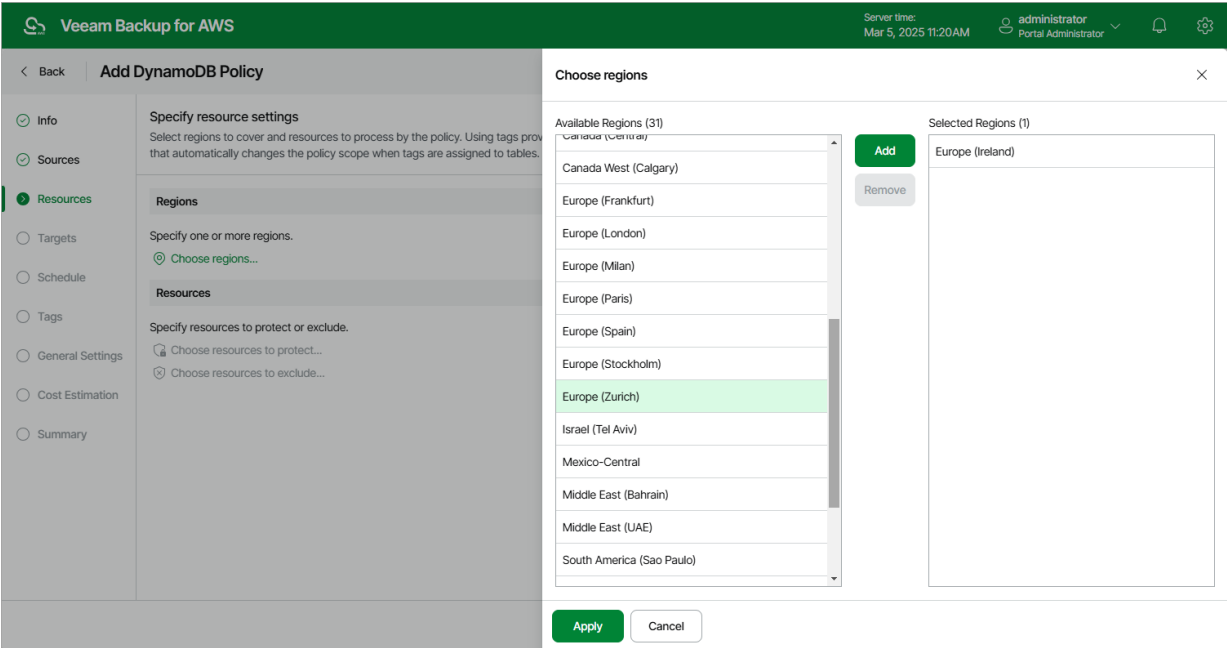 Veeam Backup for AWS
Server time:
Mar 5, 2025 11:20AM
administrator
Portal Administrator
Back
Add DynamoDB Policy
Info
Sources
Resources
Targets
Schedule
Tags
General Settings
Cost Estimation
Summary
Specify resource settings
Select regions to cover and resources to process by the policy. Using tags
that automatically changes the policy scope when tags are assigned to tables.
Regions
Specify one or more regions.
Choose regions...
Resources
Specify resources to protect or exclude.
Choose resources to protect...
Choose resources to exclude...
Choose regions
Available Regions (31)
Canada (Central)
Canada West (Calgary)
Europe (Frankfurt)
Europe (London)
Europe (Milan)
Europe (Paris)
Europe (Spain)
Europe (Stockholm)
Europe (Zurich)
Israel (Tel Aviv)
Mexico-Central
Middle East (Bahrain)
Middle East (UAE)
South America (Sao Paulo)
Add
Remove
Selected Regions (1)
Europe (Ireland)
Apply
Cancel